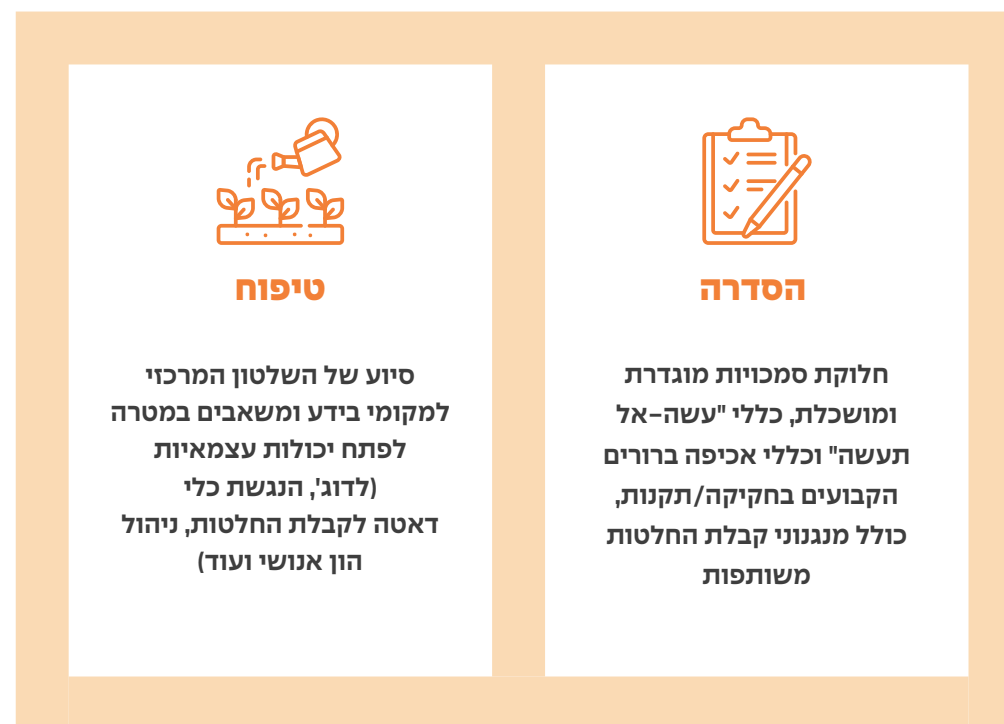 הסדרה
חלוקת סמכויות מוגדרת
ומושכלת, כללי "עשה-אל
תעשה" וכללי אכיפה ברורים
הקבועים בחקיקה/תקנות,
כולל מנגנוני קבלת החלטות
משותפות
טיפוח
סיוע של השלטון המרכזי
למקומי בידע ומשאבים במטרה
לפתח יכולות עצמאיות
(לדוג', הנגשת כלי
דאטה לקבלת החלטות, ניהול
הון אנושי ועוד)